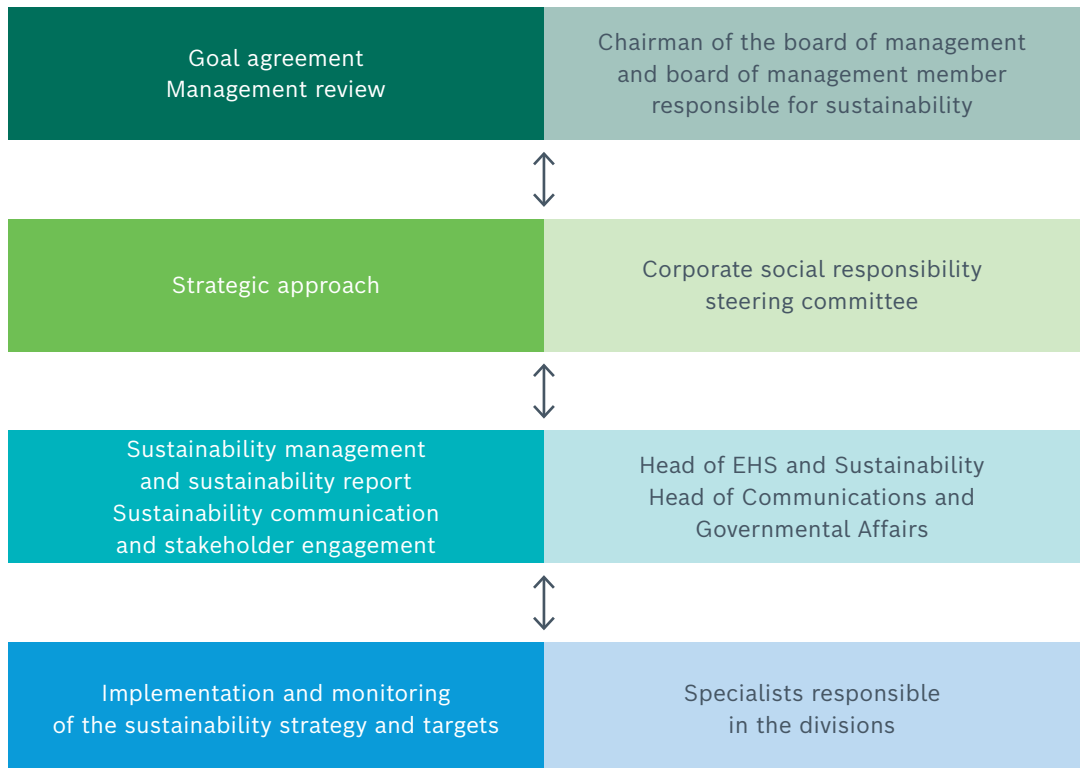 Goal agreement
Management review
Chairman of the board of management
and board of management member
responsible for sustainability
Strategic approach
Corporate social responsibility
steering committee
Sustainability management
and sustainability report
Sustainability communication
and stakeholder engagement
Head of EHS and Sustainability
Head of Communications and
Governmental Affairs
Implementation and monitoring
of the sustainability strategy and targets
Specialists responsible
in the divisions